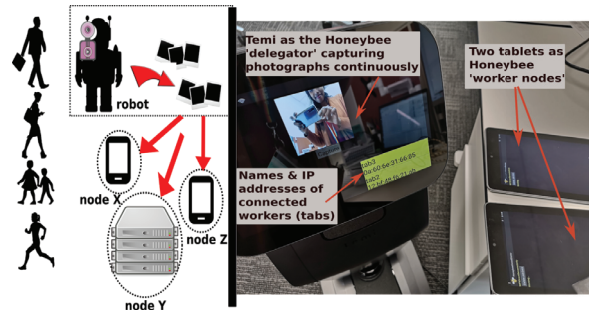 robot
node X
node Z
node Y
Temi as the Honeybee
'delegator' capturing
photographs continuously
Names & IP
addresses of
connected
workers (tabs)
tab3
tab2
Two tablets as
Honeybee
'worker nodes'